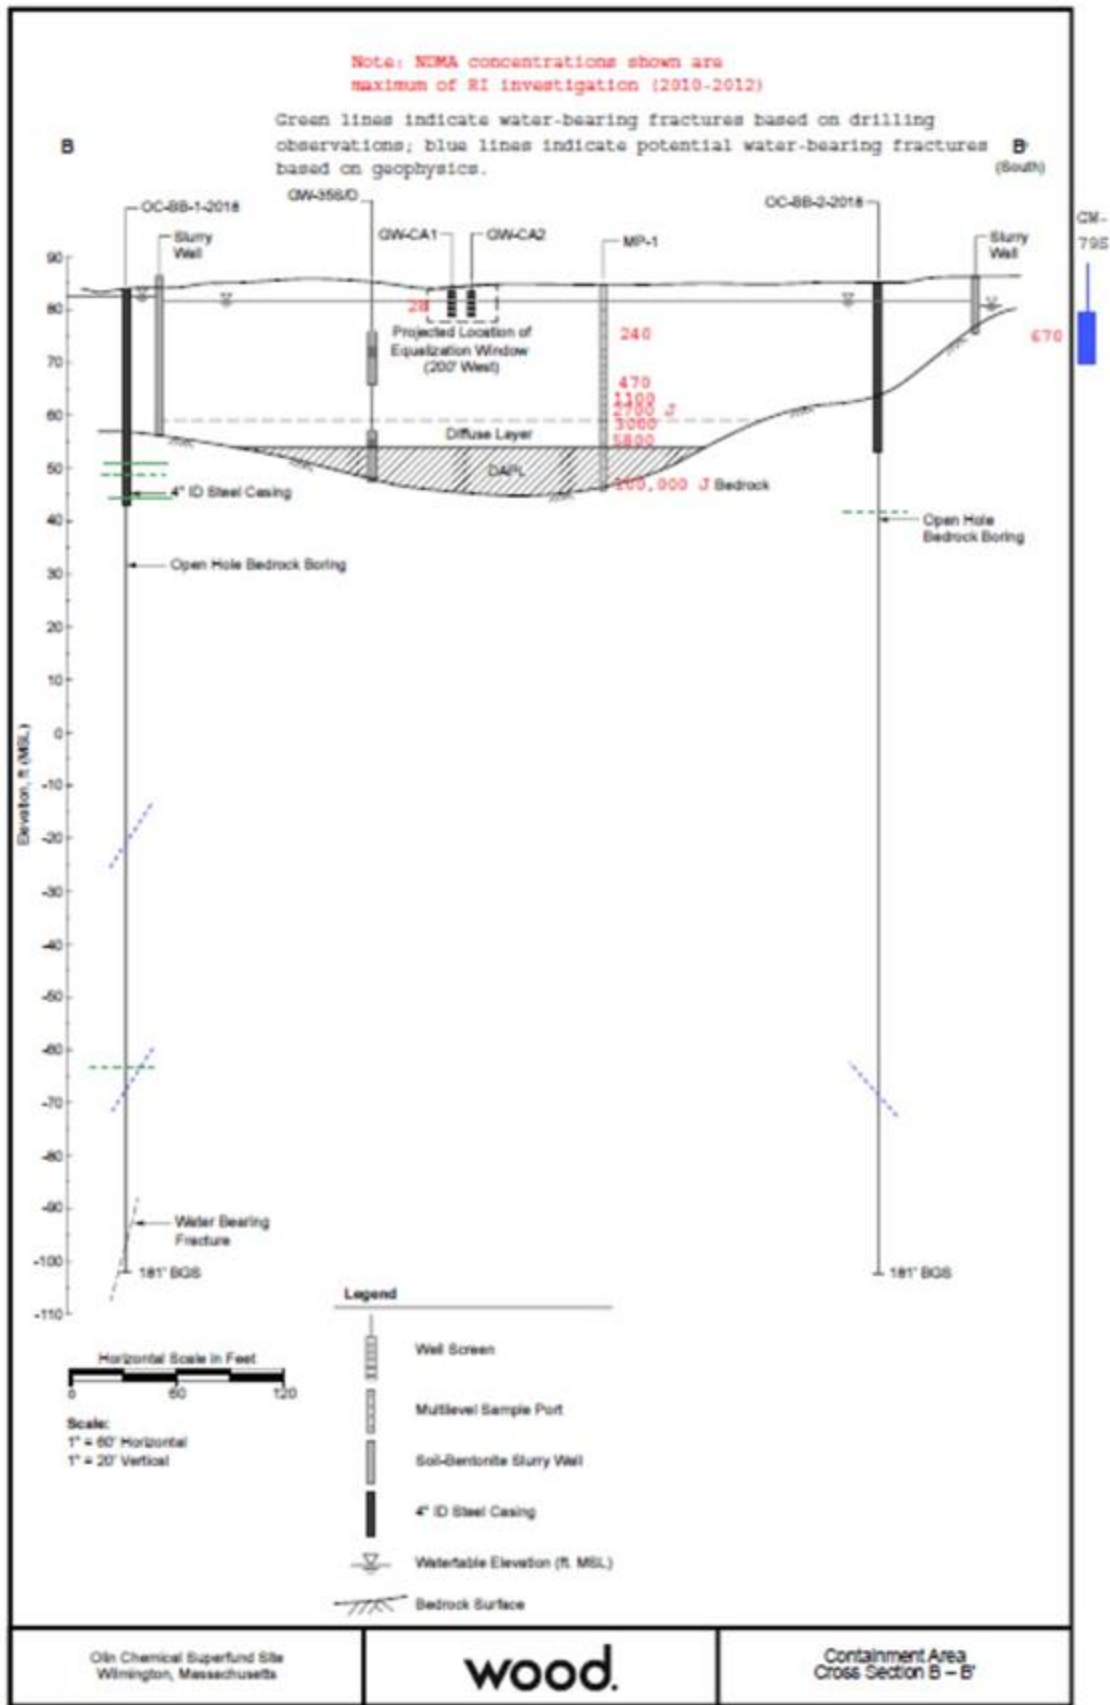 Note: NDMA concentrations shown are
maximum of RI investigation (2010-2012)
Green lines indicate water-bearing fractures based on drilling
observations; blue lines indicate potential water-bearing fractures
based on geophysics.
B
B'
(South)
OC-BB-1-2018
GW-35S/D
OC-BB-2-2018
GW-
79S
Slurry
Wall
GW-CA1
GW-CA2
MP-1
Slurry
Wall
90
80
70
60
50
40
30
20
10
0
-10
-20
-30
-40
-50
-60
-70
-80
-90
-100
-110
Elevation, ft (MSL)
28
Projected Location of
Equalization Window
(200' West)
240
670
470
1100
2700 J
3000
5800
Diffuse Layer
DAPL
J Bedrock
4" ID Steel Casing
Open Hole
Bedrock Boring
Open Hole Bedrock Boring
Water Bearing
Fracture
181' BGS
181' BGS
Legend
Well Screen
Multilevel Sample Port
Soil-Bentonite Slurry Wall
4" ID Steel Casing
Watertable Elevation (ft. MSL)
Bedrock Surface
Horizontal Scale in Feet
0 60 120
Scale:
1" = 60' Horizontal
1" = 20' Vertical
Olin Chemical Superfund Site
Wilmington, Massachusetts
wood.
Containment Area
Cross Section B – B'